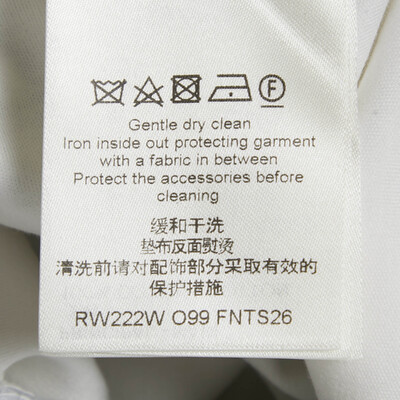 F
Gentle dry clean
Iron inside out protecting garment
with a fabric in between
Protect the accessories before
cleaning
缓和干洗
垫布反面熨烫
清洗前请对配饰部分采取有效的
保护措施
RW222W O99 FNTS26